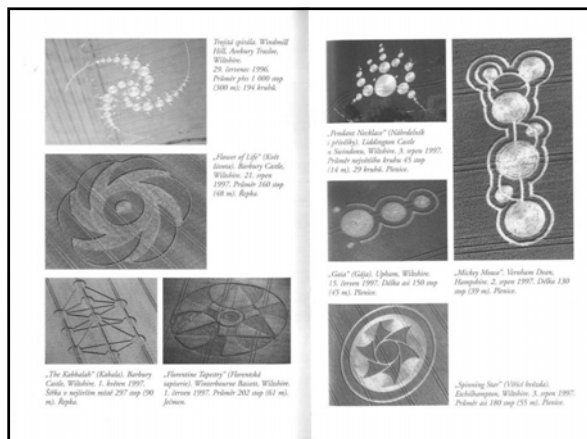 Trojitá spirála. Windmill
Hill, Avebury Trusloe,
Wiltshire.
29. červenec 1996.
Průměr přes 1 000 stop
(300 m); 194 kruhů.
„Flower of Life“ (Květ
života). Barbury Castle,
Wiltshire. 21. srpen
1997. Průměr 160 stop
(48 m). Řepka.
„The Kabbalah“ (Kabala). Barbury
Castle, Wiltshire. 1. květen 1997.
Šířka v nejširším místě 297 stop (90
m). Řepka.
„Florentine Tapestry“ (Florentská
tapiserie). Winterbourne Bassett, Wiltshire.
1. červen 1997. Průměr 202 stop (61 m).
Ječmen.
„Pendant Necklace“ (Náhrdelník
s přívěsky). Liddington Castle
u Swindonu, Wiltshire. 3. srpen 1997.
Průměr největšího kruhu 45 stop
(14 m). 29 kruhů. Pšenice.
„Gaia“ (Gája). Upham, Wiltshire.
15. červen 1997. Délka asi 150 stop
(45 m). Pšenice.
„Mickey Mouse“. Vernham Dean,
Hampshire. 2. srpen 1997. Délka 130
stop (39 m). Pšenice.
„Spinning Star“ (Vířící hvězda).
Etchilhampton, Wiltshire. 3. srpen 1997.
Průměr asi 180 stop (55 m). Pšenice.